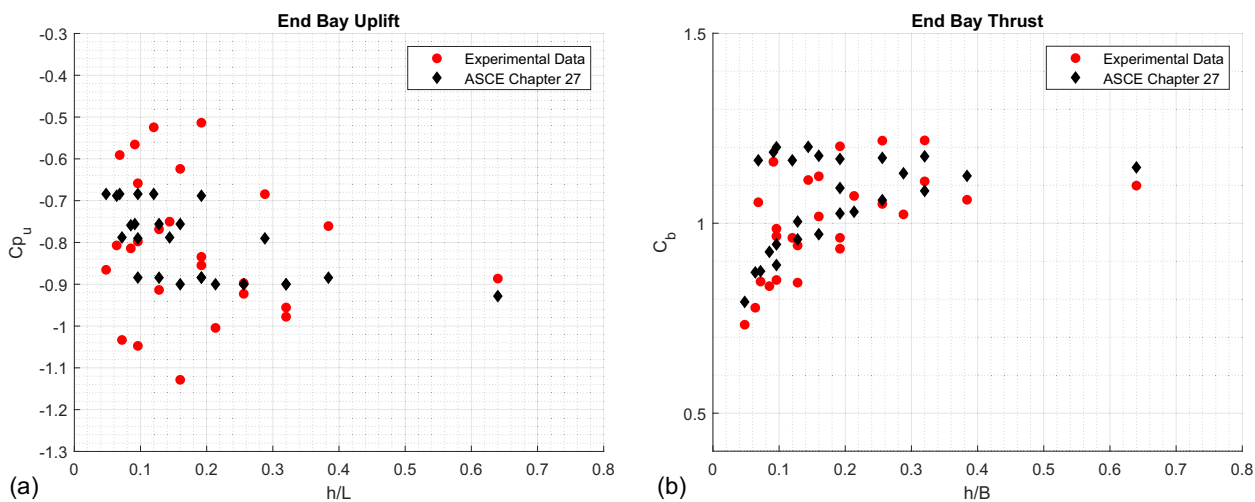 End Bay Uplift
Experimental Data
ASCE Chapter 27
-0.3
-0.4
-0.5
-0.6
-0.7
-0.8
-0.9
-1
-1.1
-1.2
-1.3
Cp_u
0 0.1 0.2 0.3 0.4 0.5 0.6 0.7 0.8
h/L
(a)
End Bay Thrust
Experimental Data
ASCE Chapter 27
1.5
1
0.5
C_b
0 0.1 0.2 0.3 0.4 0.5 0.6 0.7 0.8
h/B
(b)